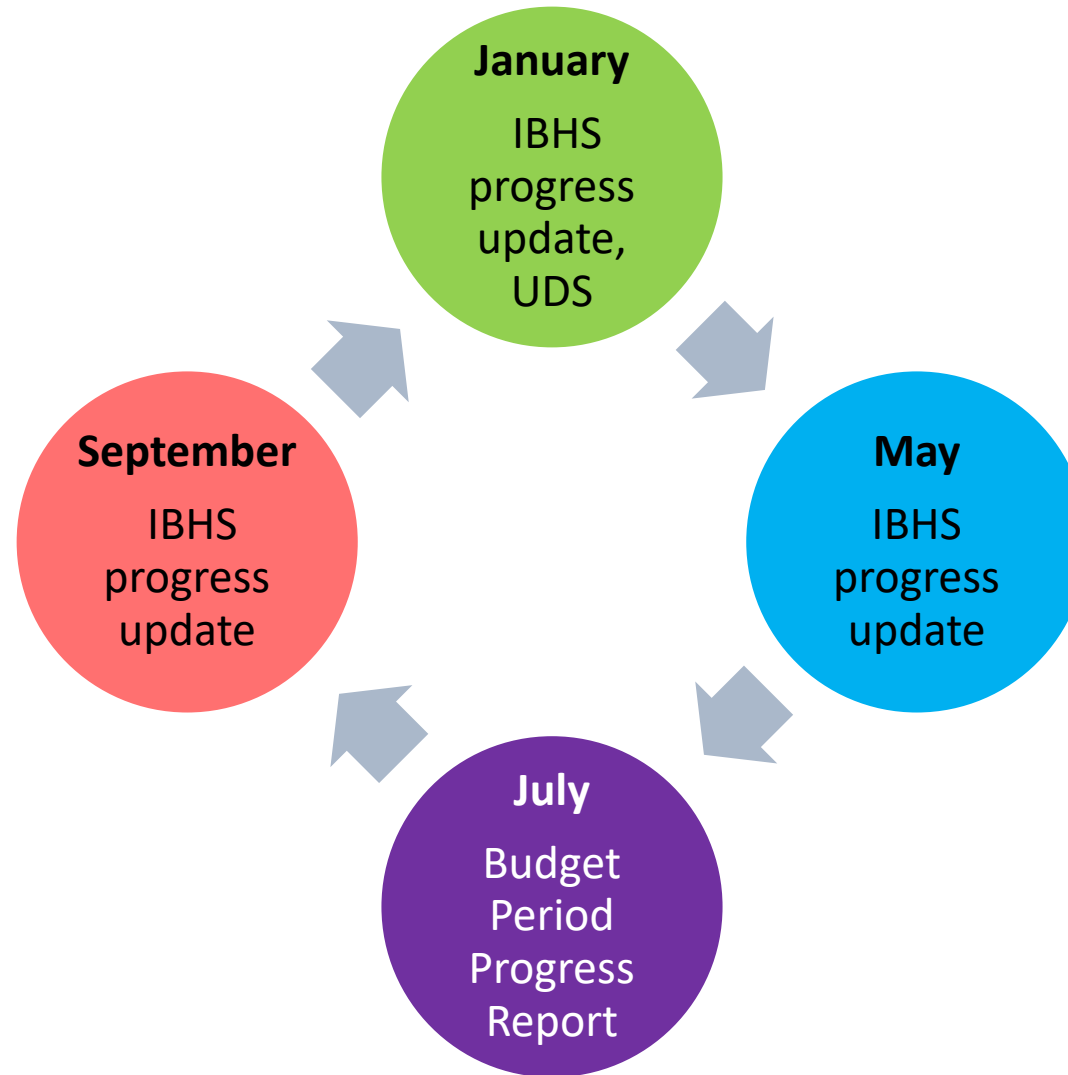 January
IBHS
progress
update,
UDS
May
IBHS
progress
update
July
Budget
Period
Progress
Report
September
IBHS
progress
update